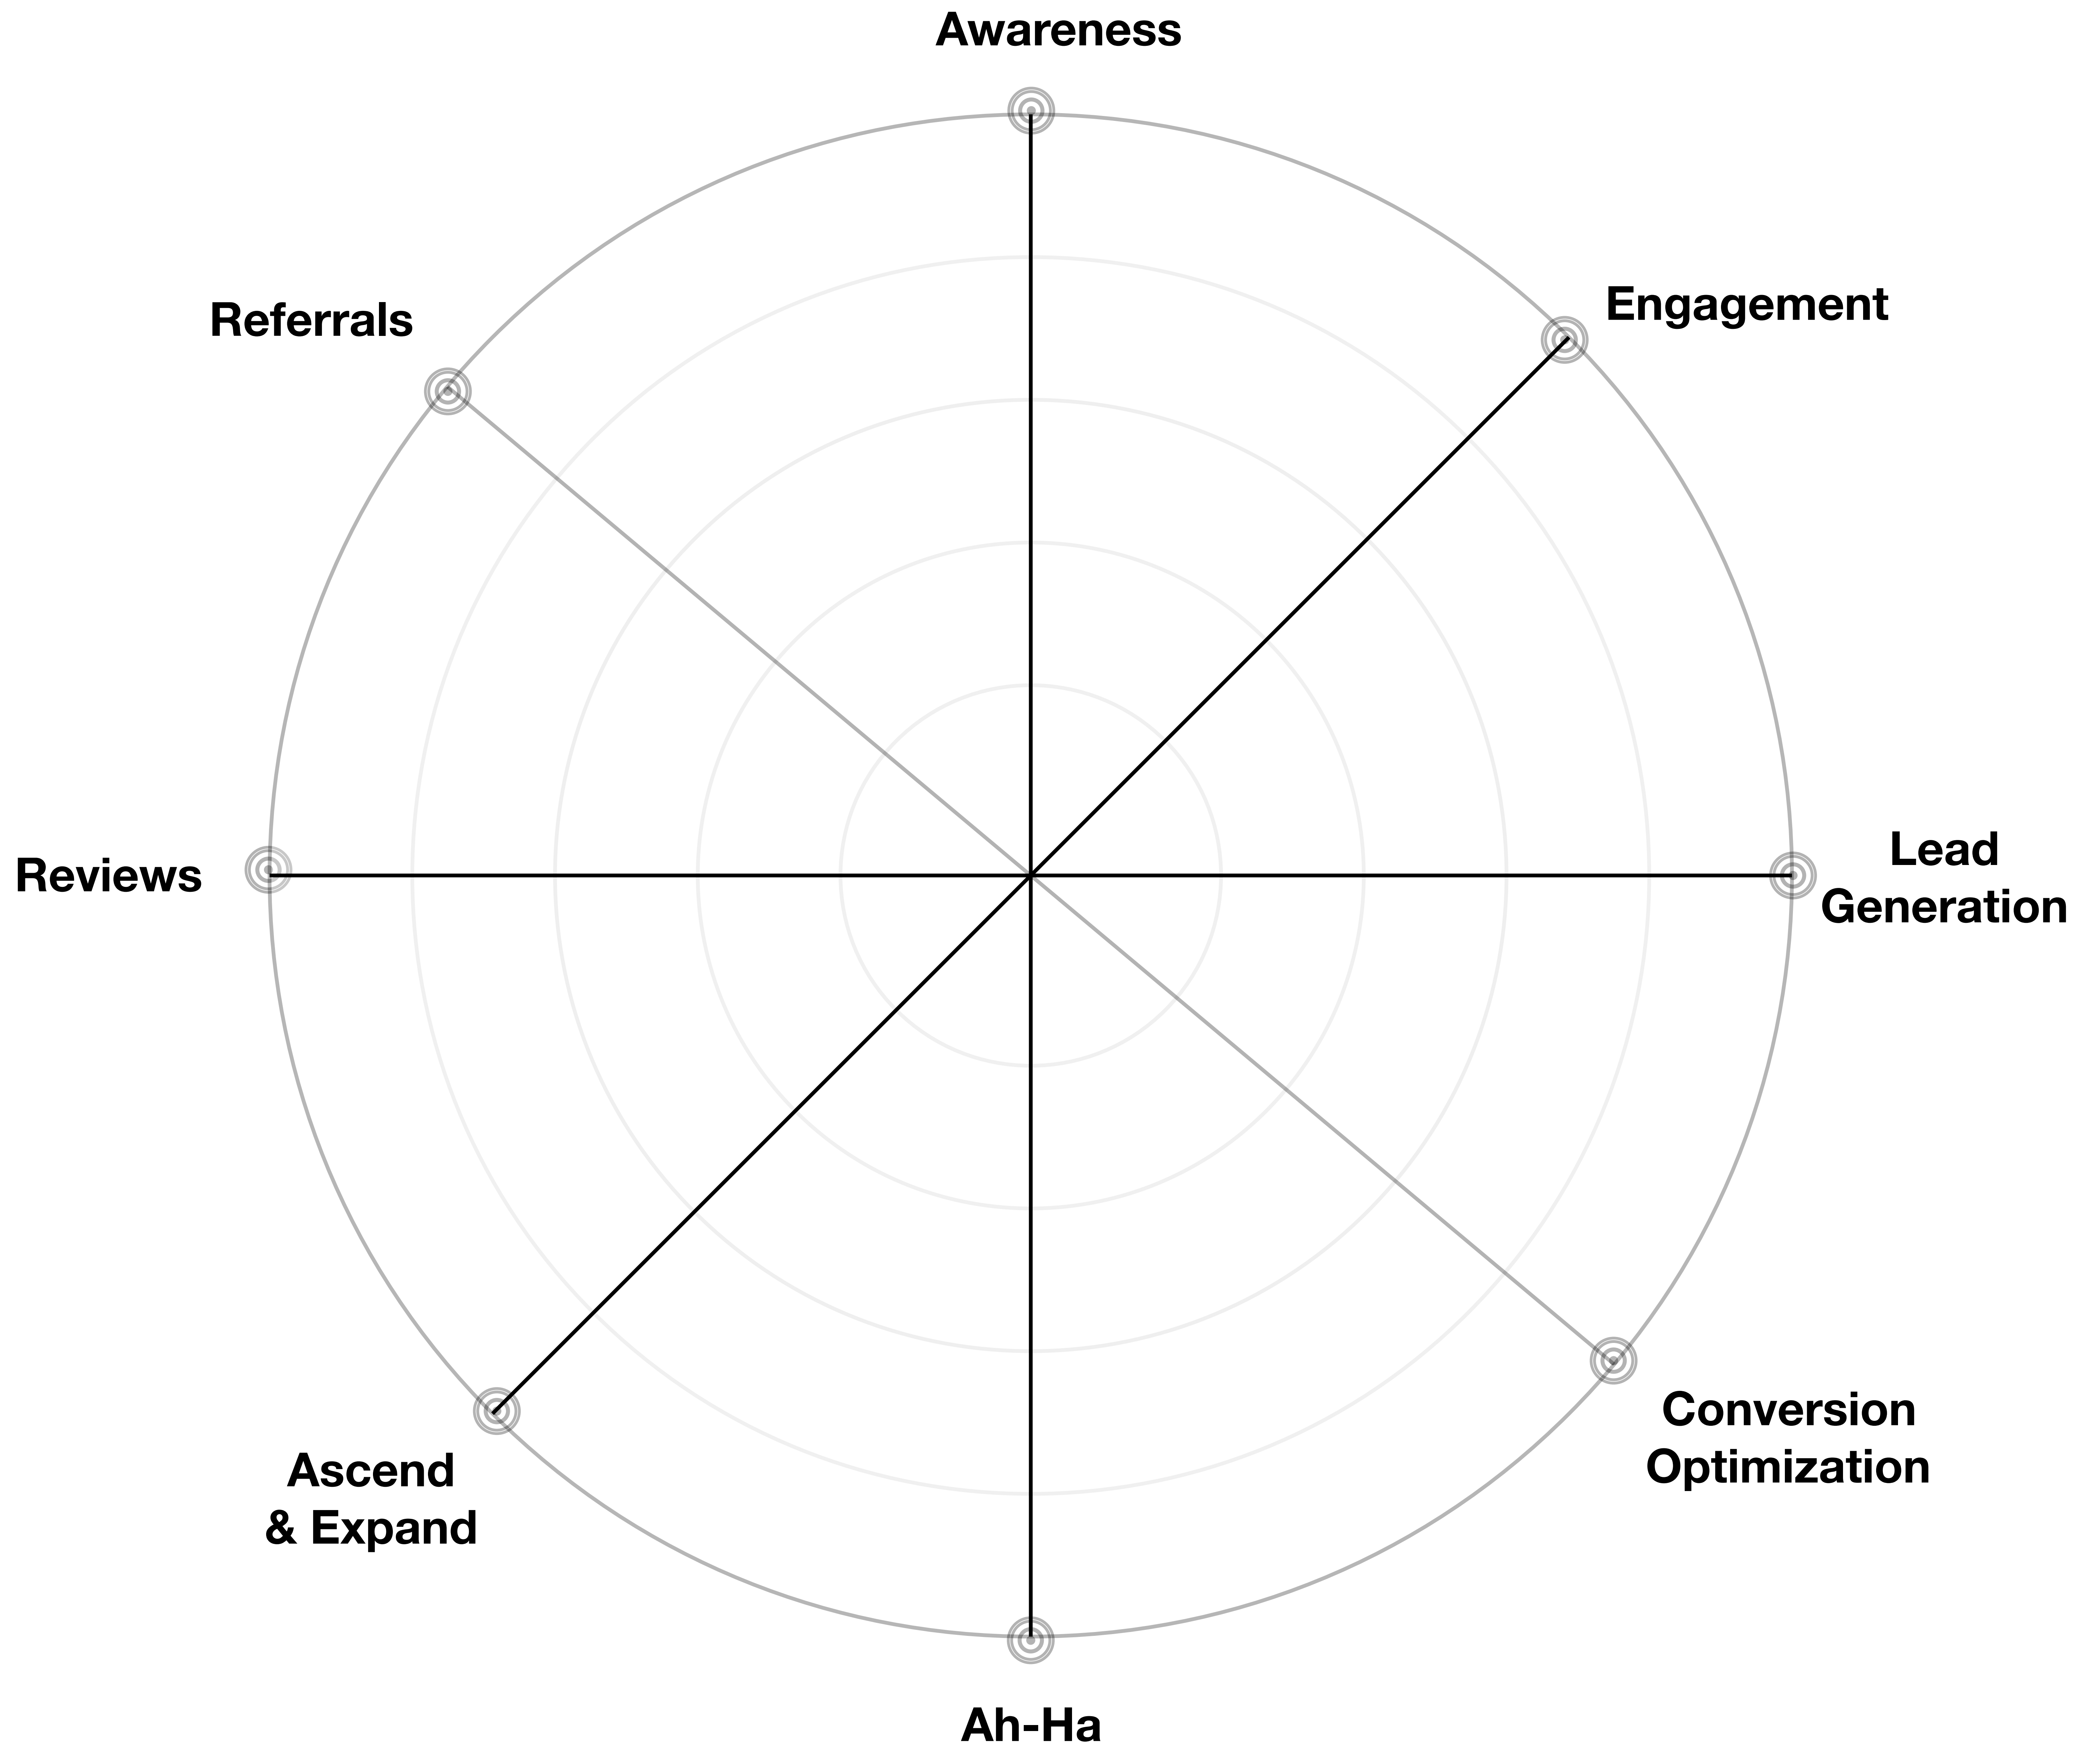 Awareness
Engagement
Referrals
Lead
Generation
Reviews
Conversion
Optimization
Ascend
& Expand
Ah-Ha